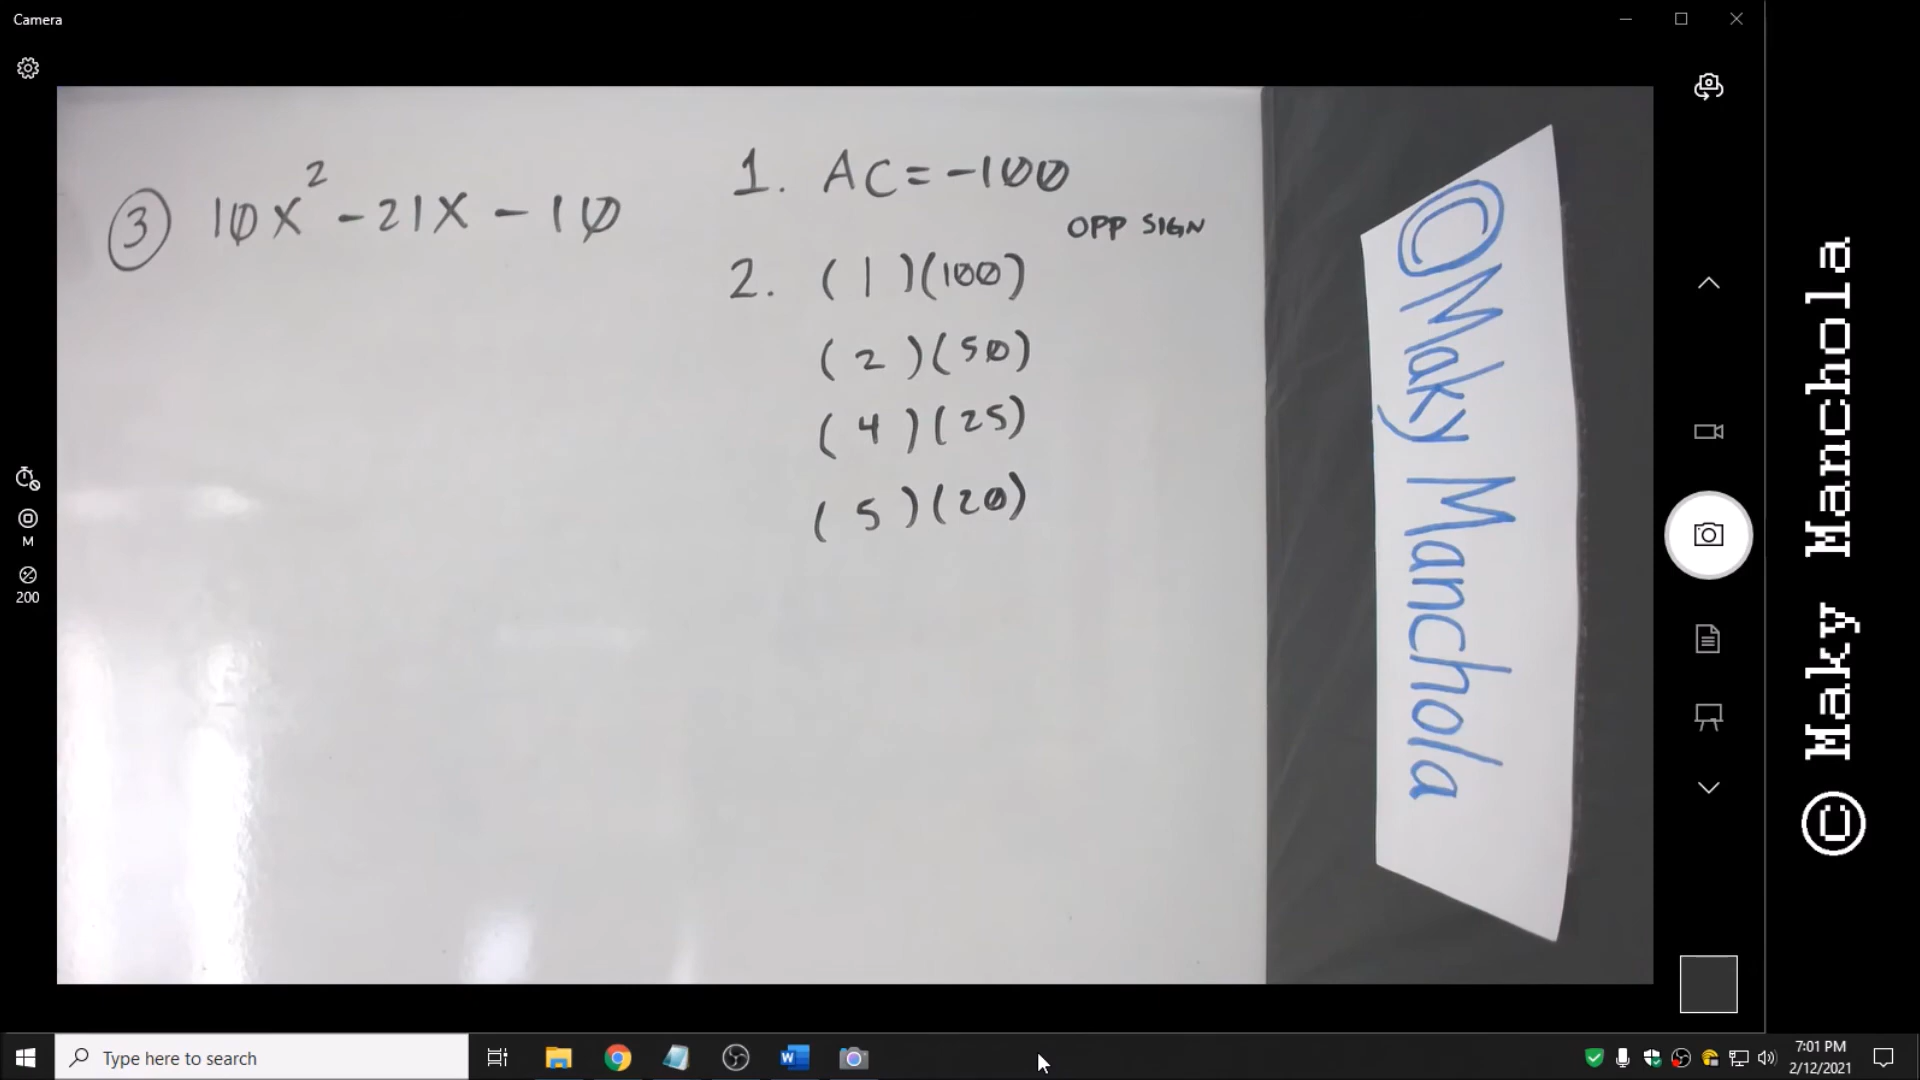 Camera
③ 10x² - 21x - 10
1. AC = -100
OPP SIGN
2. (1)(100)
(2)(50)
(4)(25)
(5)(20)
© Maky Manchola
© Maky Manchola
M
200
Type here to search
7:01 PM
2/12/2021